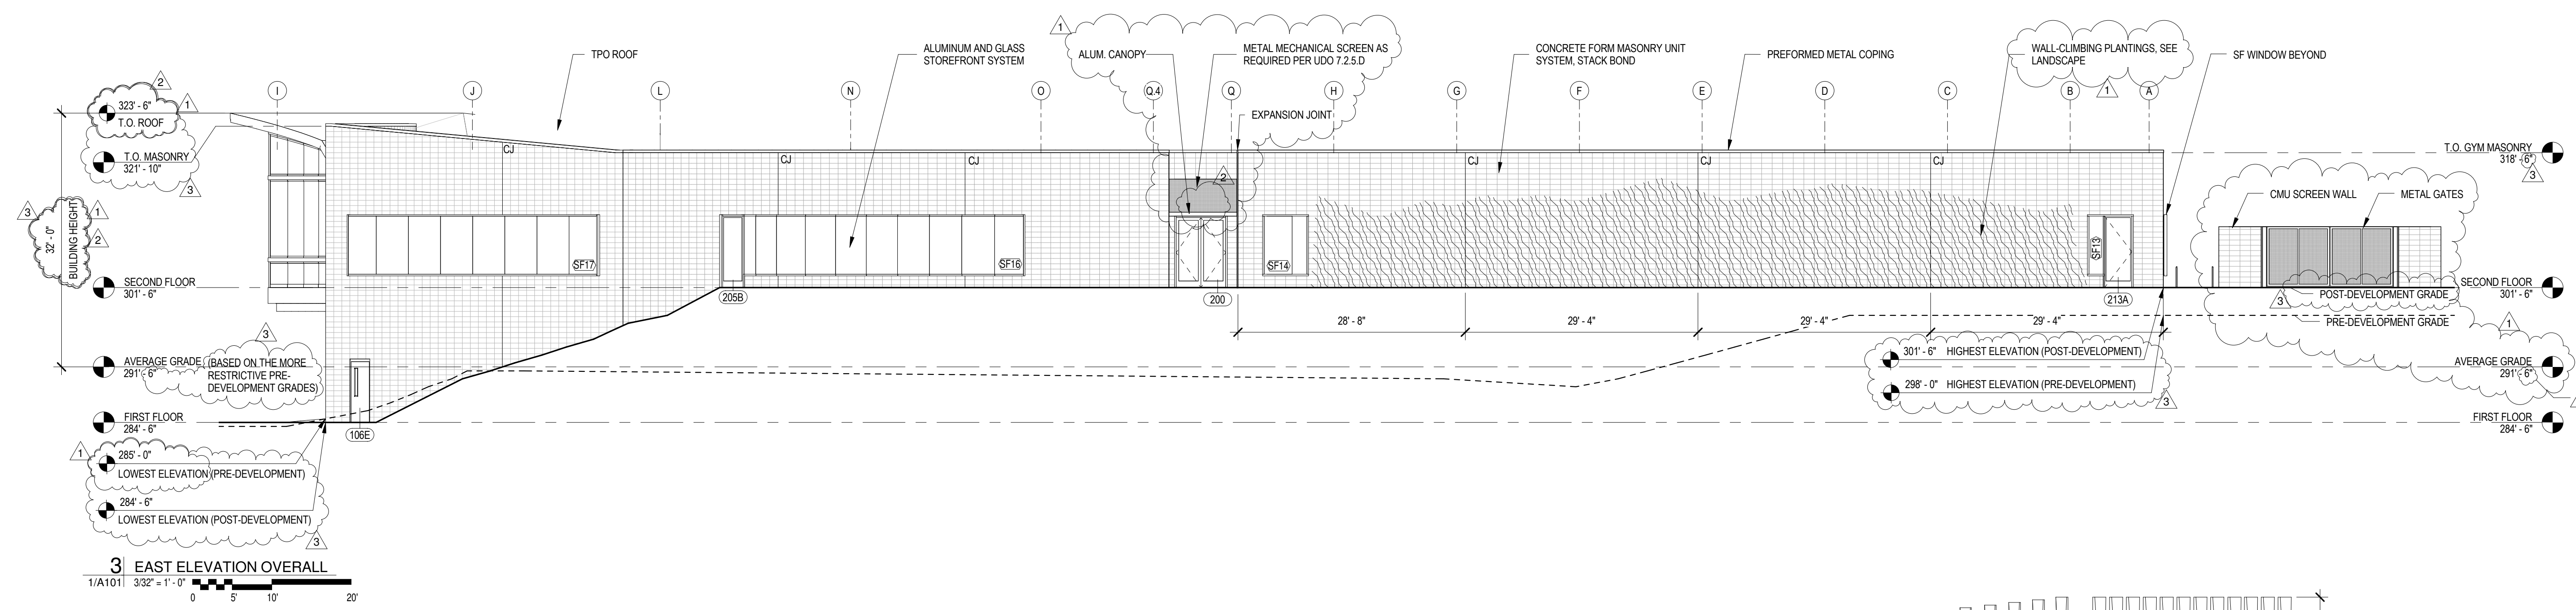 1
1
2
1
TPO ROOF
ALUMINUM AND GLASS
STOREFRONT SYSTEM
ALUM. CANOPY
METAL MECHANICAL SCREEN AS
REQUIRED PER UDO 7.2.5.D
CONCRETE FORM MASONRY UNIT
SYSTEM, STACK BOND
PREFORMED METAL COPING
WALL-CLIMBING PLANTINGS, SEE
LANDSCAPE
SF WINDOW BEYOND
I
J
L
N
O
Q.4
Q
H
G
F
E
D
C
B
A
323' - 6"
T.O. ROOF
EXPANSION JOINT
T.O. MASONRY
321' - 10"
3
CJ
CJ
CJ
CJ
CJ
CJ
T.O. GYM MASONRY
318' - 6"
3
2
3
1
2
32' - 0"
BUILDING HEIGHT
CMU SCREEN WALL
METAL GATES
SF17
SF16
SF14
SF13
SECOND FLOOR
301' - 6"
205B
200
213A
SECOND FLOOR
301' - 6"
3
POST-DEVELOPMENT GRADE
28' - 8"
29' - 4"
29' - 4"
29' - 4"
PRE-DEVELOPMENT GRADE
1
3
AVERAGE GRADE
291' - 6"
(BASED ON THE MORE
RESTRICTIVE PRE-
DEVELOPMENT GRADES)
301' - 6" HIGHEST ELEVATION (POST-DEVELOPMENT)
298' - 0" HIGHEST ELEVATION (PRE-DEVELOPMENT)
3
AVERAGE GRADE
291' - 6"
FIRST FLOOR
284' - 6"
106E
FIRST FLOOR
284' - 6"
1
285' - 0"
LOWEST ELEVATION (PRE-DEVELOPMENT)
284' - 6"
LOWEST ELEVATION (POST-DEVELOPMENT)
3
3 EAST ELEVATION OVERALL
1/A101 3/32" = 1' - 0"
0 5' 10' 20'